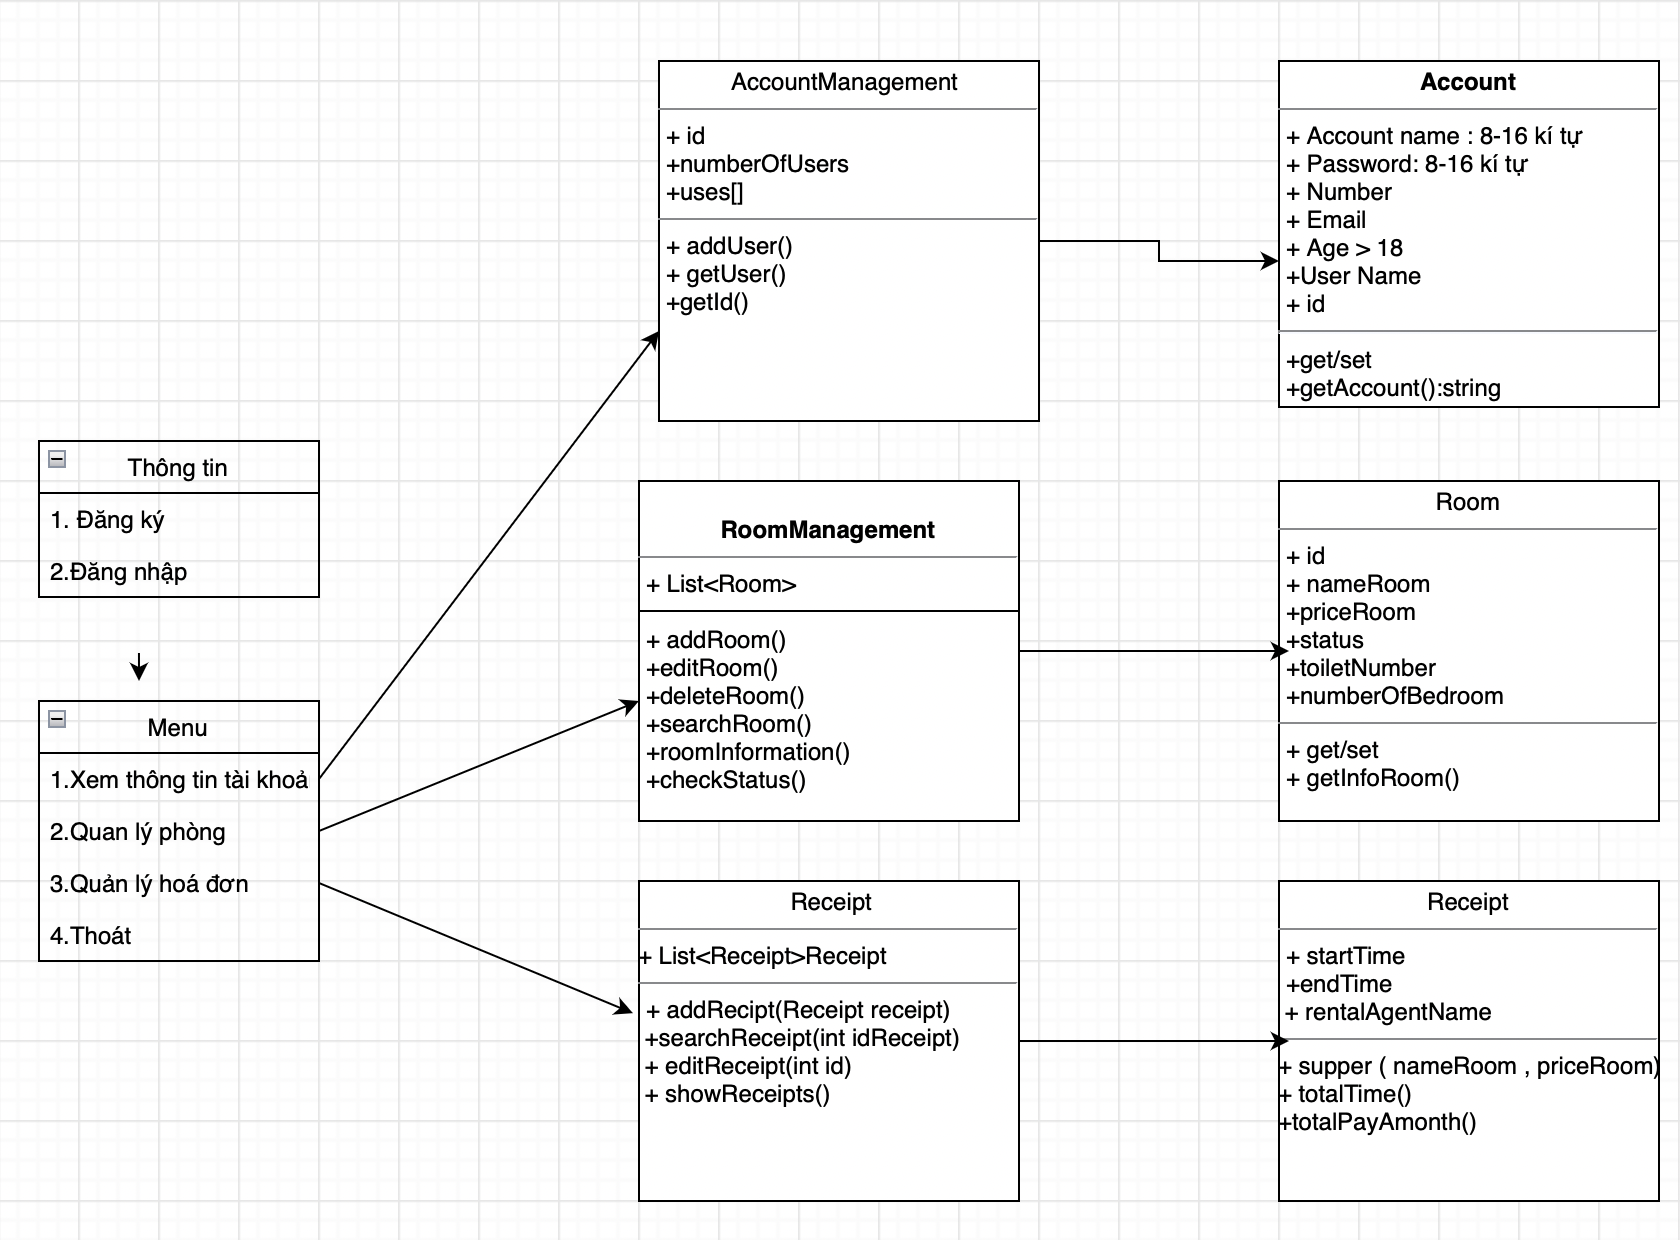 AccountManagement
+ id
+numberOfUsers
+uses[]
+ addUser()
+ getUser()
+getId()
Account
+ Account name : 8-16 kí tự
+ Password: 8-16 kí tự
+ Number
+ Email
+ Age > 18
+User Name
+ id
+get/set
+getAccount():string
Thông tin
1. Đăng ký
2.Đăng nhập
Menu
1.Xem thông tin tài khoả
2.Quan lý phòng
3.Quản lý hoá đơn
4.Thoát
RoomManagement
+ List<Room>
+ addRoom()
+editRoom()
+deleteRoom()
+searchRoom()
+roomInformation()
+checkStatus()
Room
+ id
+ nameRoom
+priceRoom
+status
+toiletNumber
+numberOfBedroom
+ get/set
+ getInfoRoom()
Receipt
+ List<Receipt>Receipt
+ addRecipt(Receipt receipt)
+searchReceipt(int idReceipt)
+ editReceipt(int id)
+ showReceipts()
Receipt
+ startTime
+endTime
+ rentalAgentName
+ supper ( nameRoom , priceRoom)
+ totalTime()
+totalPayAmonth()